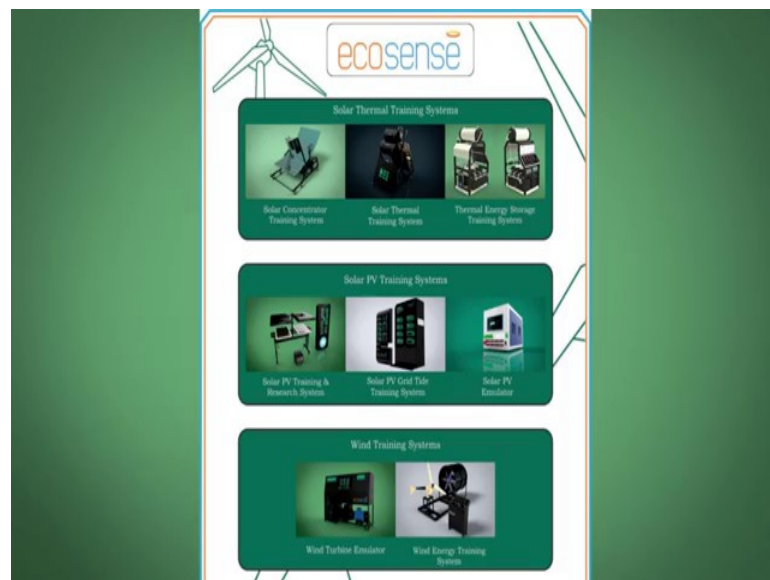 ecosense
Solar Thermal Training Systems
Solar Concentrator
Training System
Solar Thermal
Training System
Thermal Energy Storage
Training System
Solar PV Training Systems
Solar PV Training &
Research System
Solar PV Grid Tide
Training System
Solar PV
Emulator
Wind Training Systems
Wind Turbine Emulator
Wind Energy Training
System